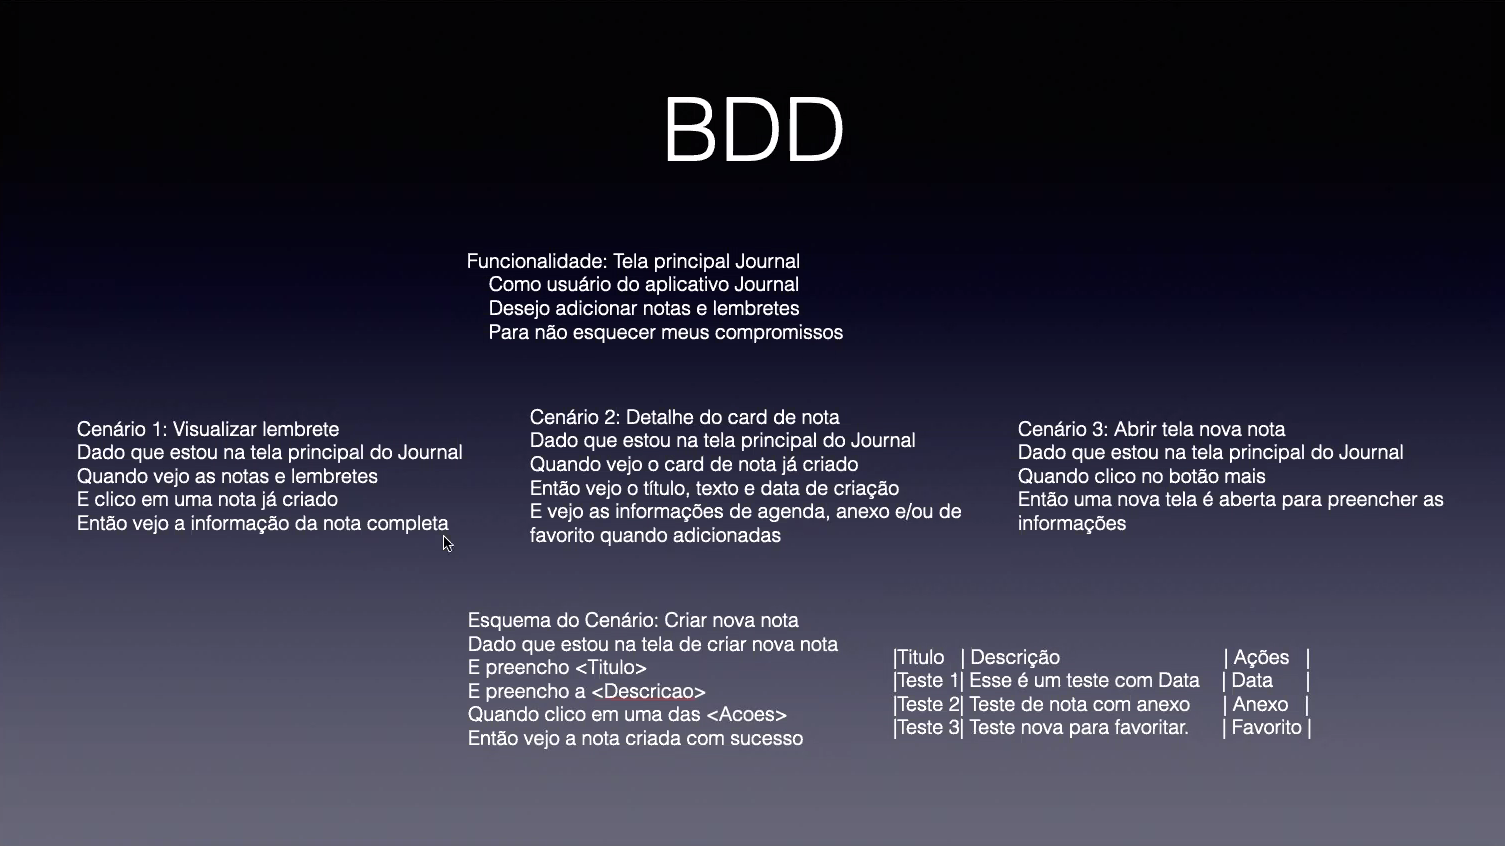 BDD
Funcionalidade: Tela principal Journal
Como usuário do aplicativo Journal
Desejo adicionar notas e lembretes
Para não esquecer meus compromissos
Cenário 1: Visualizar lembrete
Dado que estou na tela principal do Journal
Quando vejo as notas e lembretes
E clico em uma nota já criado
Então vejo a informação da nota completa
Cenário 2: Detalhe do card de nota
Dado que estou na tela principal do Journal
Quando vejo o card de nota já criado
Então vejo o título, texto e data de criação
E vejo as informações de agenda, anexo e/ou de
favorito quando adicionadas
Cenário 3: Abrir tela nova nota
Dado que estou na tela principal do Journal
Quando clico no botão mais
Então uma nova tela é aberta para preencher as
informações
Esquema do Cenário: Criar nova nota
Dado que estou na tela de criar nova nota
E preencho <Titulo>
E preencho a <Descricao>
Quando clico em uma das <Acoes>
Então vejo a nota criada com sucesso
|Titulo | Descrição | Ações |
|Teste 1| Esse é um teste com Data | Data |
|Teste 2| Teste de nota com anexo | Anexo |
|Teste 3| Teste nova para favoritar. | Favorito |